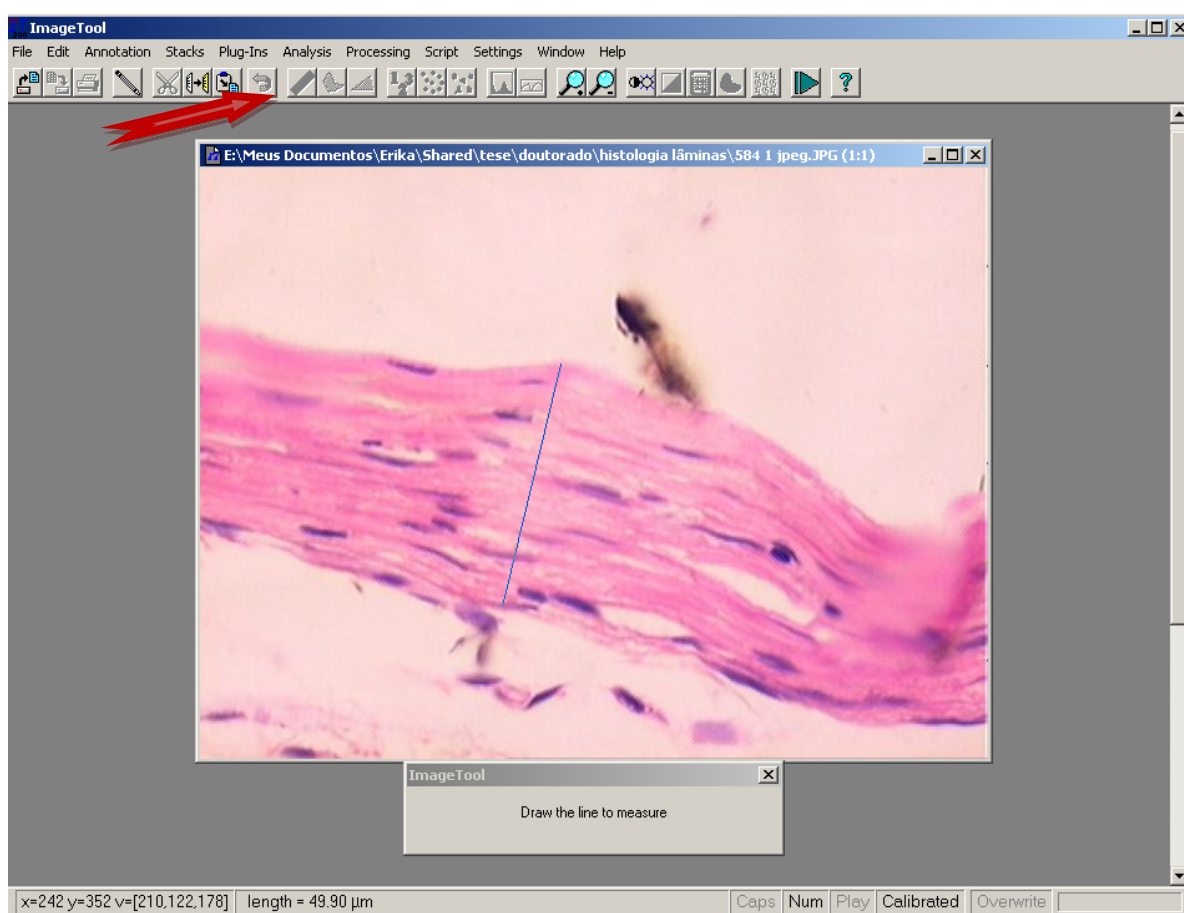 ImageTool
File Edit Annotation Stacks Plug-Ins Analysis Processing Script Settings Window Help
E:\Meus Documentos\Erika\Shared\tese\doutorado\histologia lâminas\584 1 jpeg.JPG (1:1)
ImageTool
Draw the line to measure
x=242 y=352 v=[210,122,178] length = 49.90 µm Caps Num Play Calibrated Overwrite